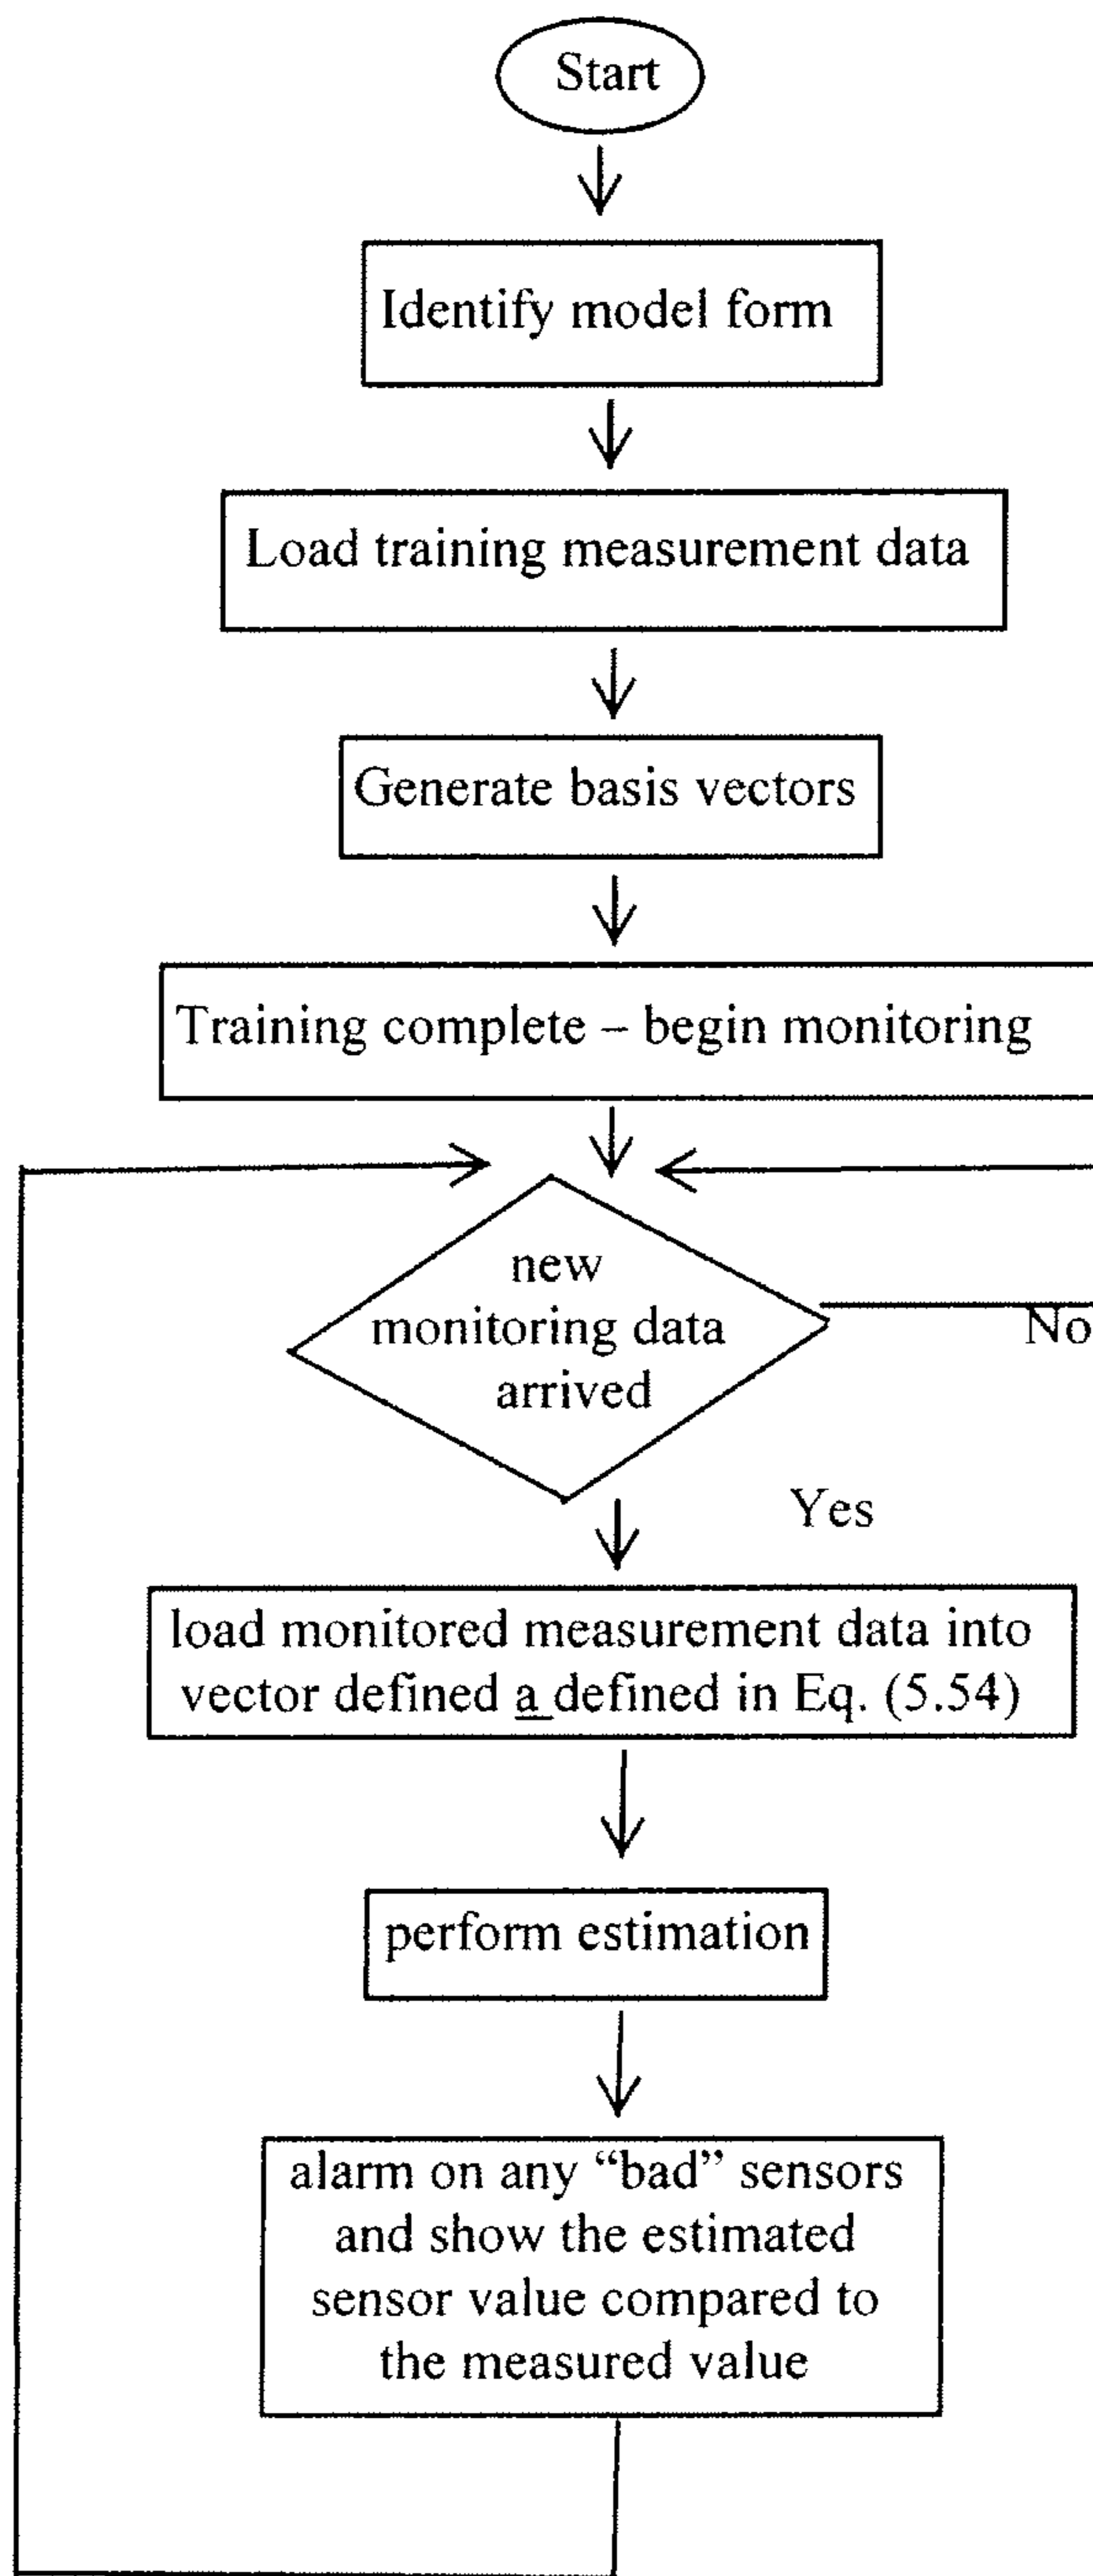 Start
Identify model form
Load training measurement data
Generate basis vectors
Training complete – begin monitoring
new
monitoring data
arrived
No
Yes
load monitored measurement data into
vector defined a defined in Eq. (5.54)
perform estimation
alarm on any “bad” sensors
and show the estimated
sensor value compared to
the measured value